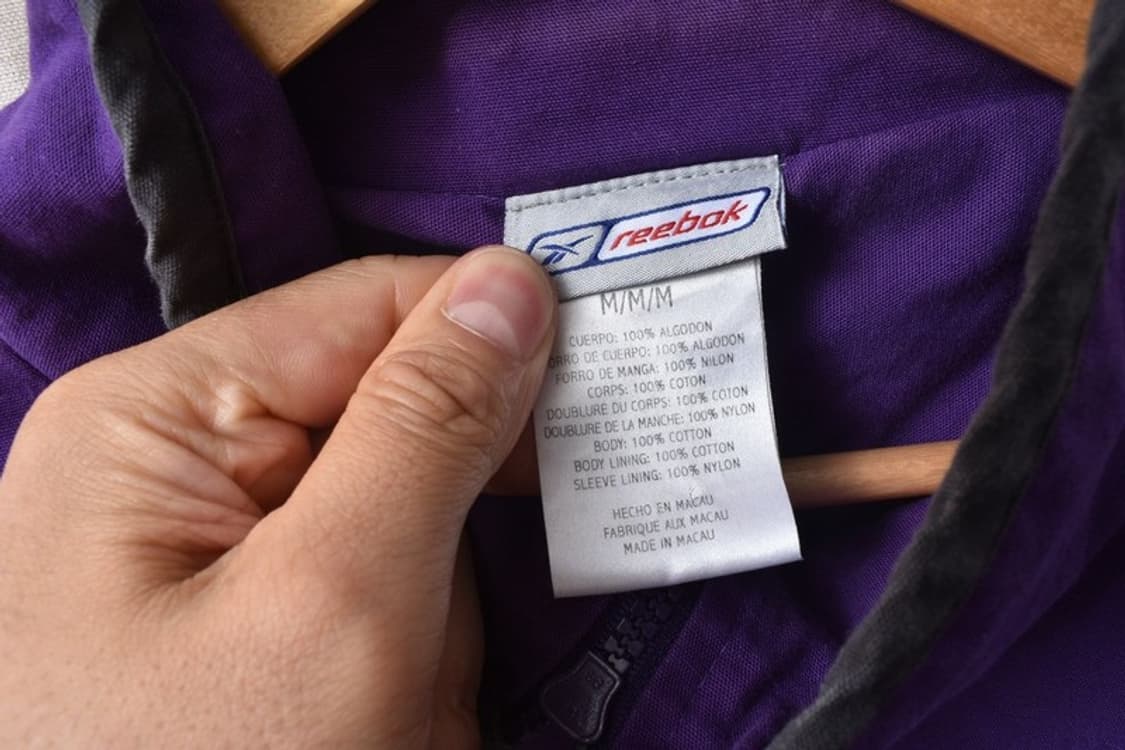 reebok
M/M/M
CUERPO: 100% ALGODON
ORRO DE CUERPO: 100% ALGODON
FORRO DE MANGA: 100% NILON
CORPS: 100% COTON
DOUBLURE DU CORPS: 100% COTON
DOUBLURE DE LA MANCHE: 100% NYLON
BODY: 100% COTTON
BODY LINING: 100% COTTON
SLEEVE LINING: 100% NYLON
HECHO EN MACAU
FABRIQUE AUX MACAU
MADE IN MACAU